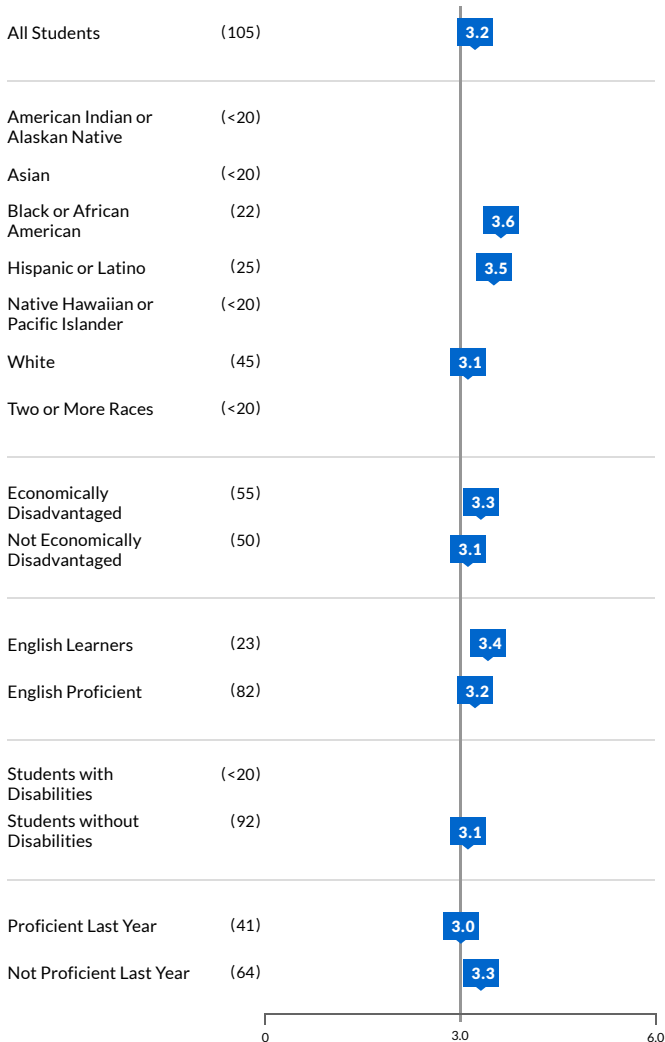 All Students (105) 3.2
American Indian or (<20)
Alaskan Native
Asian (<20)
Black or African (22) 3.6
American
Hispanic or Latino (25) 3.5
Native Hawaiian or (<20)
Pacific Islander
White (45) 3.1
Two or More Races (<20)
Economically (55) 3.3
Disadvantaged
Not Economically (50) 3.1
Disadvantaged
English Learners (23) 3.4
English Proficient (82) 3.2
Students with (<20)
Disabilities
Students without (92) 3.1
Disabilities
Proficient Last Year (41) 3.0
Not Proficient Last Year (64) 3.3
0 3.0 6.0